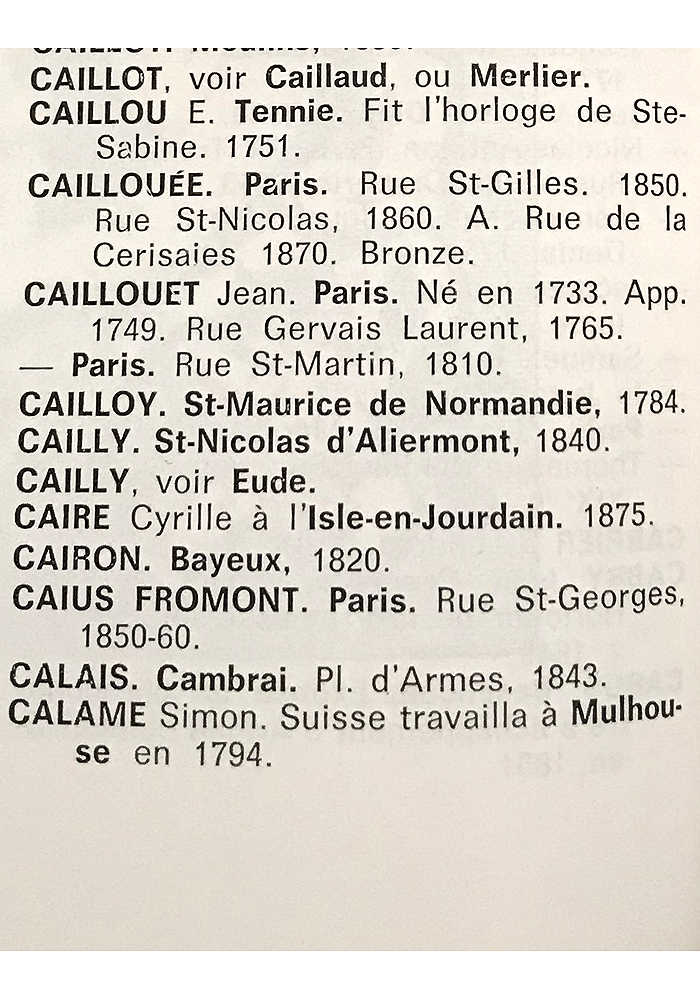 CAILLOT, voir Caillaud, ou Merlier.
CAILLOU E. Tennie. Fit l'horloge de Ste-
Sabine. 1751.
CAILLOUÉE. Paris. Rue St-Gilles. 1850.
Rue St-Nicolas, 1860. A. Rue de la
Cerisaies 1870. Bronze.
CAILLOUET Jean. Paris. Né en 1733. App.
1749. Rue Gervais Laurent, 1765.
— Paris. Rue St-Martin, 1810.
CAILLOY. St-Maurice de Normandie, 1784.
CAILLY. St-Nicolas d'Aliermont, 1840.
CAILLY, voir Eude.
CAIRE Cyrille à l'Isle-en-Jourdain. 1875.
CAIRON. Bayeux, 1820.
CAIUS FROMONT. Paris. Rue St-Georges,
1850-60.
CALAIS. Cambrai. Pl. d'Armes, 1843.
CALAME Simon. Suisse travailla à Mulhou-
se en 1794.